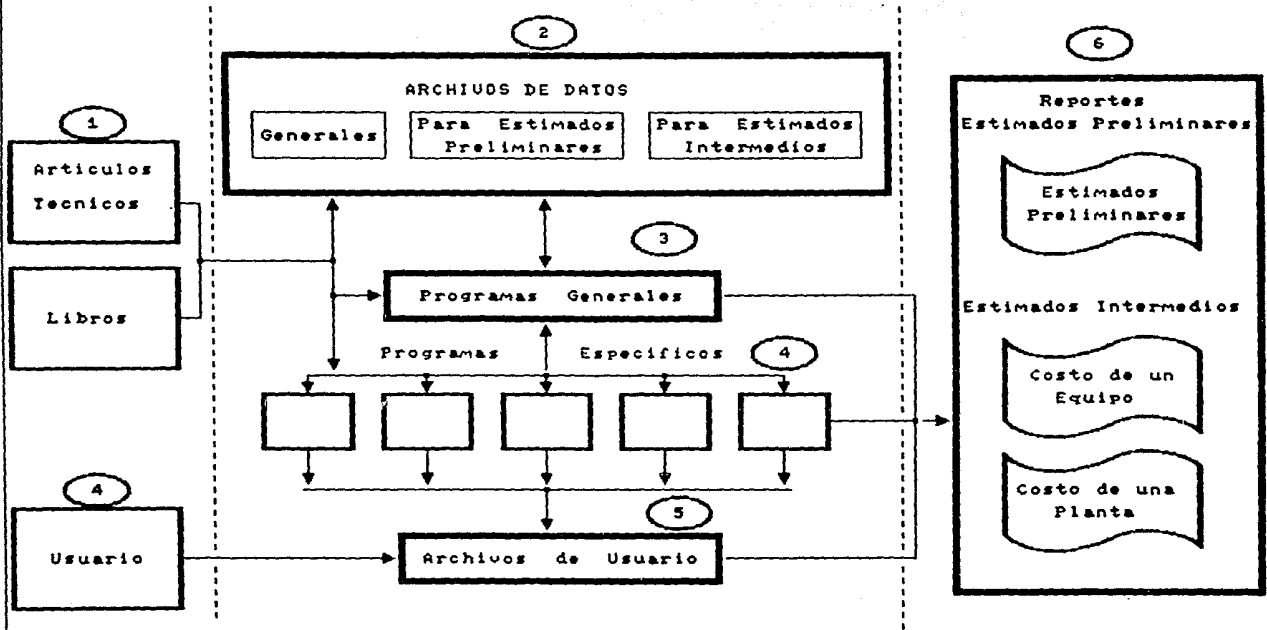 1
Articulos
Tecnicos
Libros
4
Usuario
2
ARCHIVOS DE DATOS
Generales
Para Estimados
Preliminares
Para Estimados
Intermedios
3
Programas Generales
Programas Especificos
4
5
Archivos de Usuario
6
Reportes
Estimados Preliminares
Estimados
Preliminares
Estimados Intermedios
Costo de un
Equipo
Costo de una
Planta